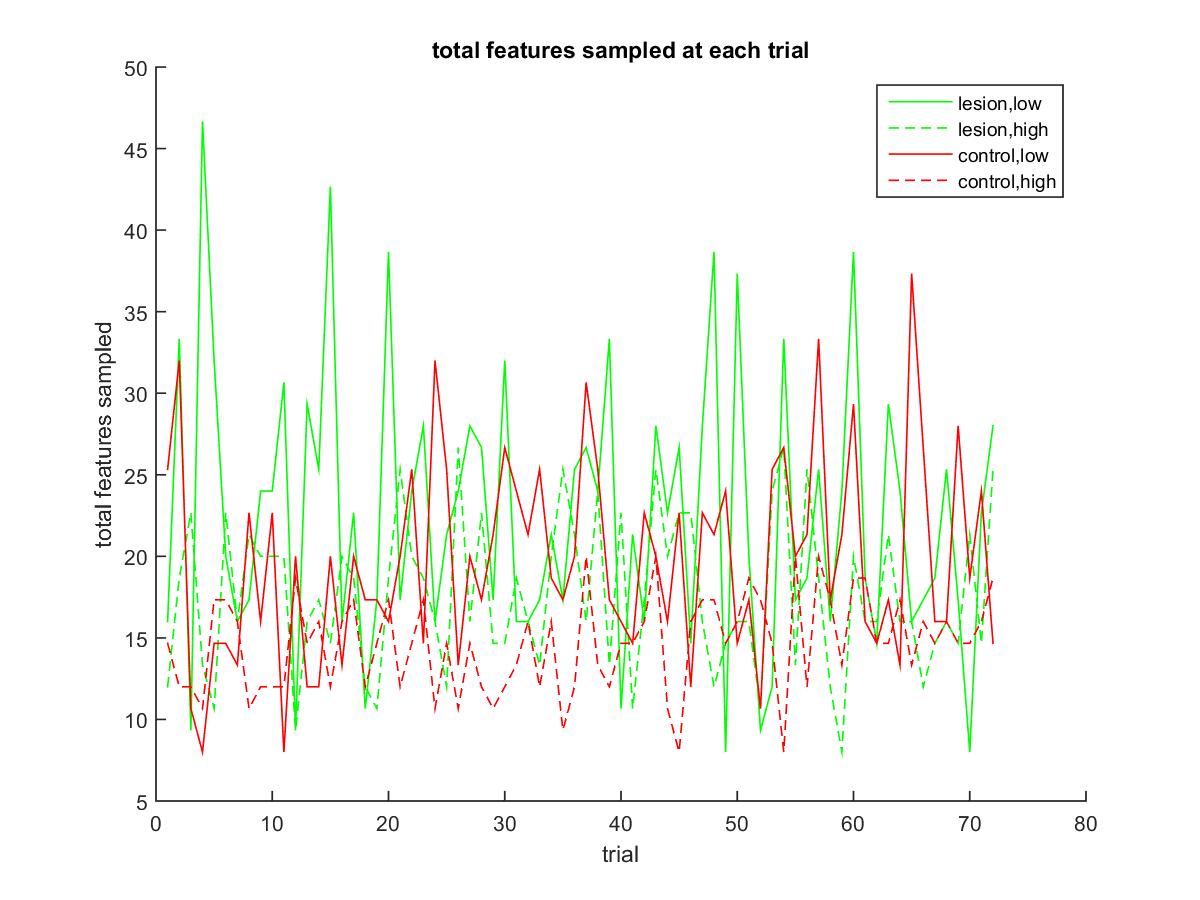 total features sampled at each trial
50
45
40
35
30
25
20
15
10
5
total features sampled
lesion,low
lesion,high
control,low
control,high
0 10 20 30 40 50 60 70 80
trial